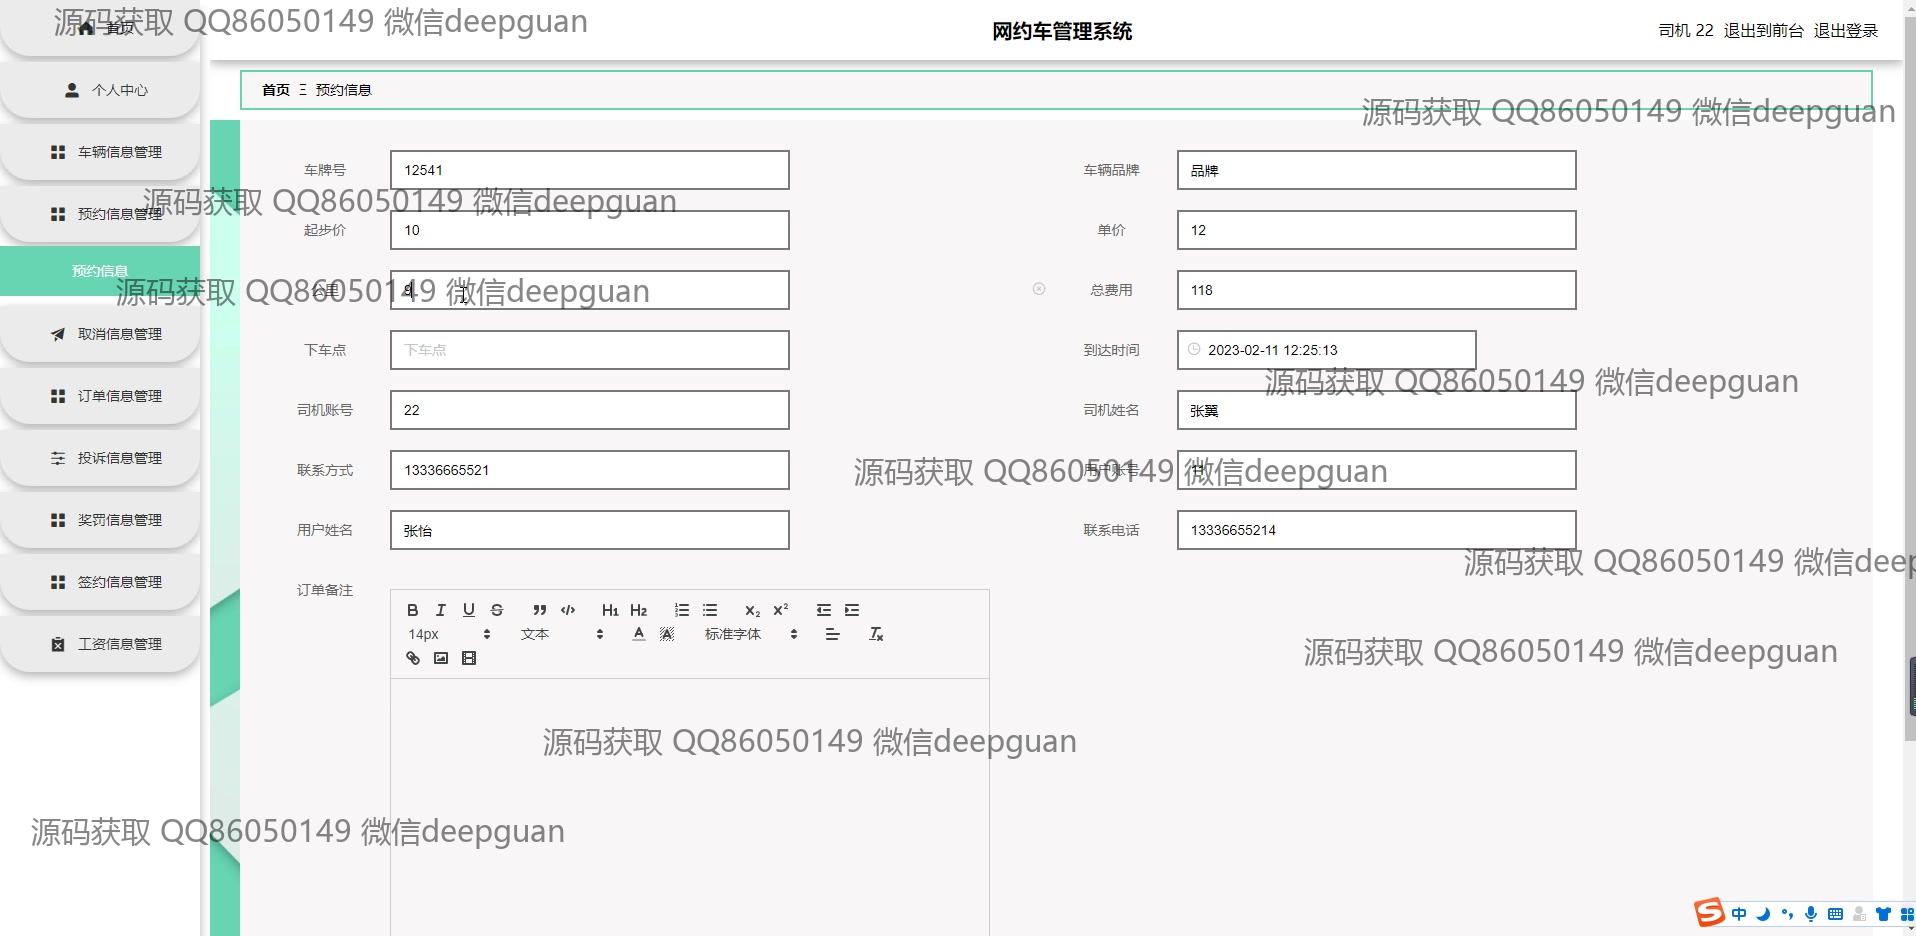 首页
源码获取 QQ86050149 微信deepguan
网约车管理系统
司机 22 退出到前台 退出登录
个人中心
首页 Ξ 预约信息
源码获取 QQ86050149 微信deepguan
车辆信息管理
车牌号 12541
车辆品牌 品牌
源码获取 QQ86050149 微信deepguan
预约信息管理
起步价 10
单价 12
预约信息
源码获取 QQ86050149 微信deepguan
公里 9
总费用 118
取消信息管理
下车点 下车点
到达时间 2023-02-11 12:25:13
源码获取 QQ86050149 微信deepguan
订单信息管理
司机账号 22
司机姓名 张翼
投诉信息管理
联系方式 13336665521
用户账号 11
源码获取 QQ86050149 微信deepguan
奖罚信息管理
用户姓名 张怡
联系电话 13336655214
源码获取 QQ86050149 微信deep
签约信息管理
订单备注
B I U S H1 H2 X2 X2
14px 文本 A A 标准字体 Tx
工资信息管理
源码获取 QQ86050149 微信deepguan
源码获取 QQ86050149 微信deepguan
源码获取 QQ86050149 微信deepguan
S 中